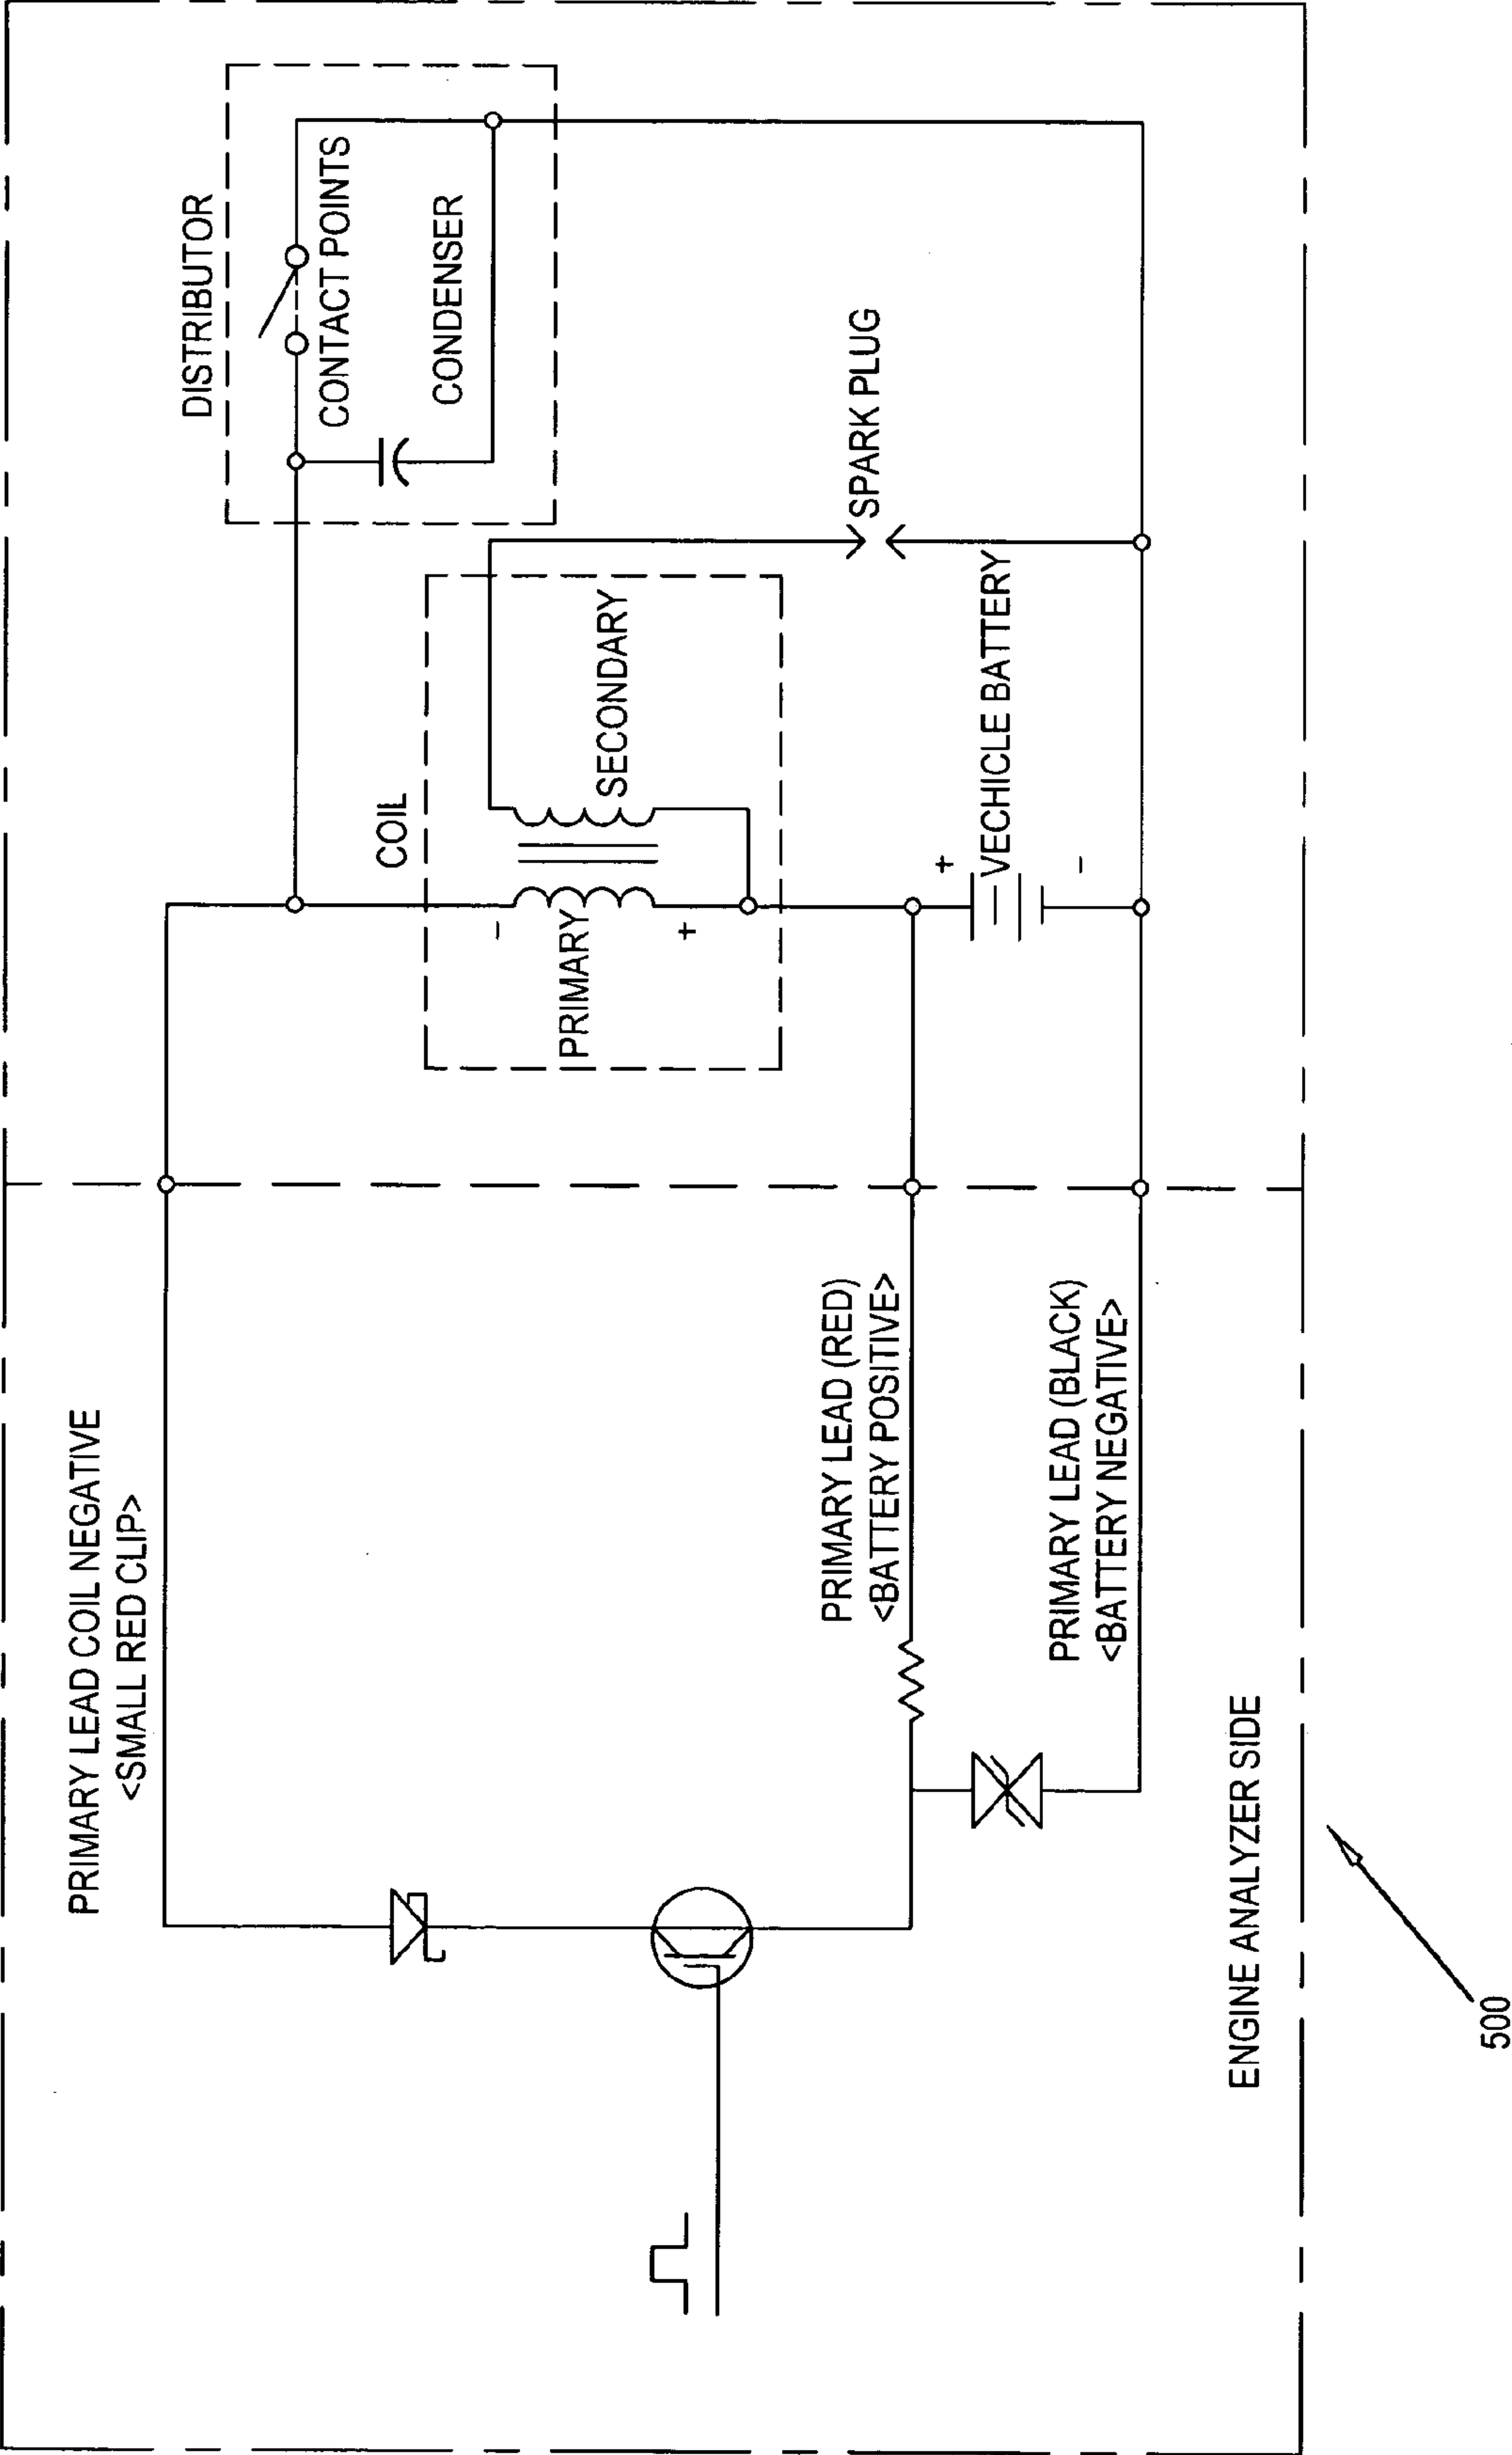 PRIMARY LEAD COIL NEGATIVE
<SMALL RED CLIP>
DISTRIBUTOR
CONTACT POINTS
CONDENSER
COIL
-
PRIMARY
+
SECONDARY
SPARK PLUG
PRIMARY LEAD (RED)
<BATTERY POSITIVE>
+
VECHICLE BATTERY
-
PRIMARY LEAD (BLACK)
<BATTERY NEGATIVE>
ENGINE ANALYZER SIDE
500